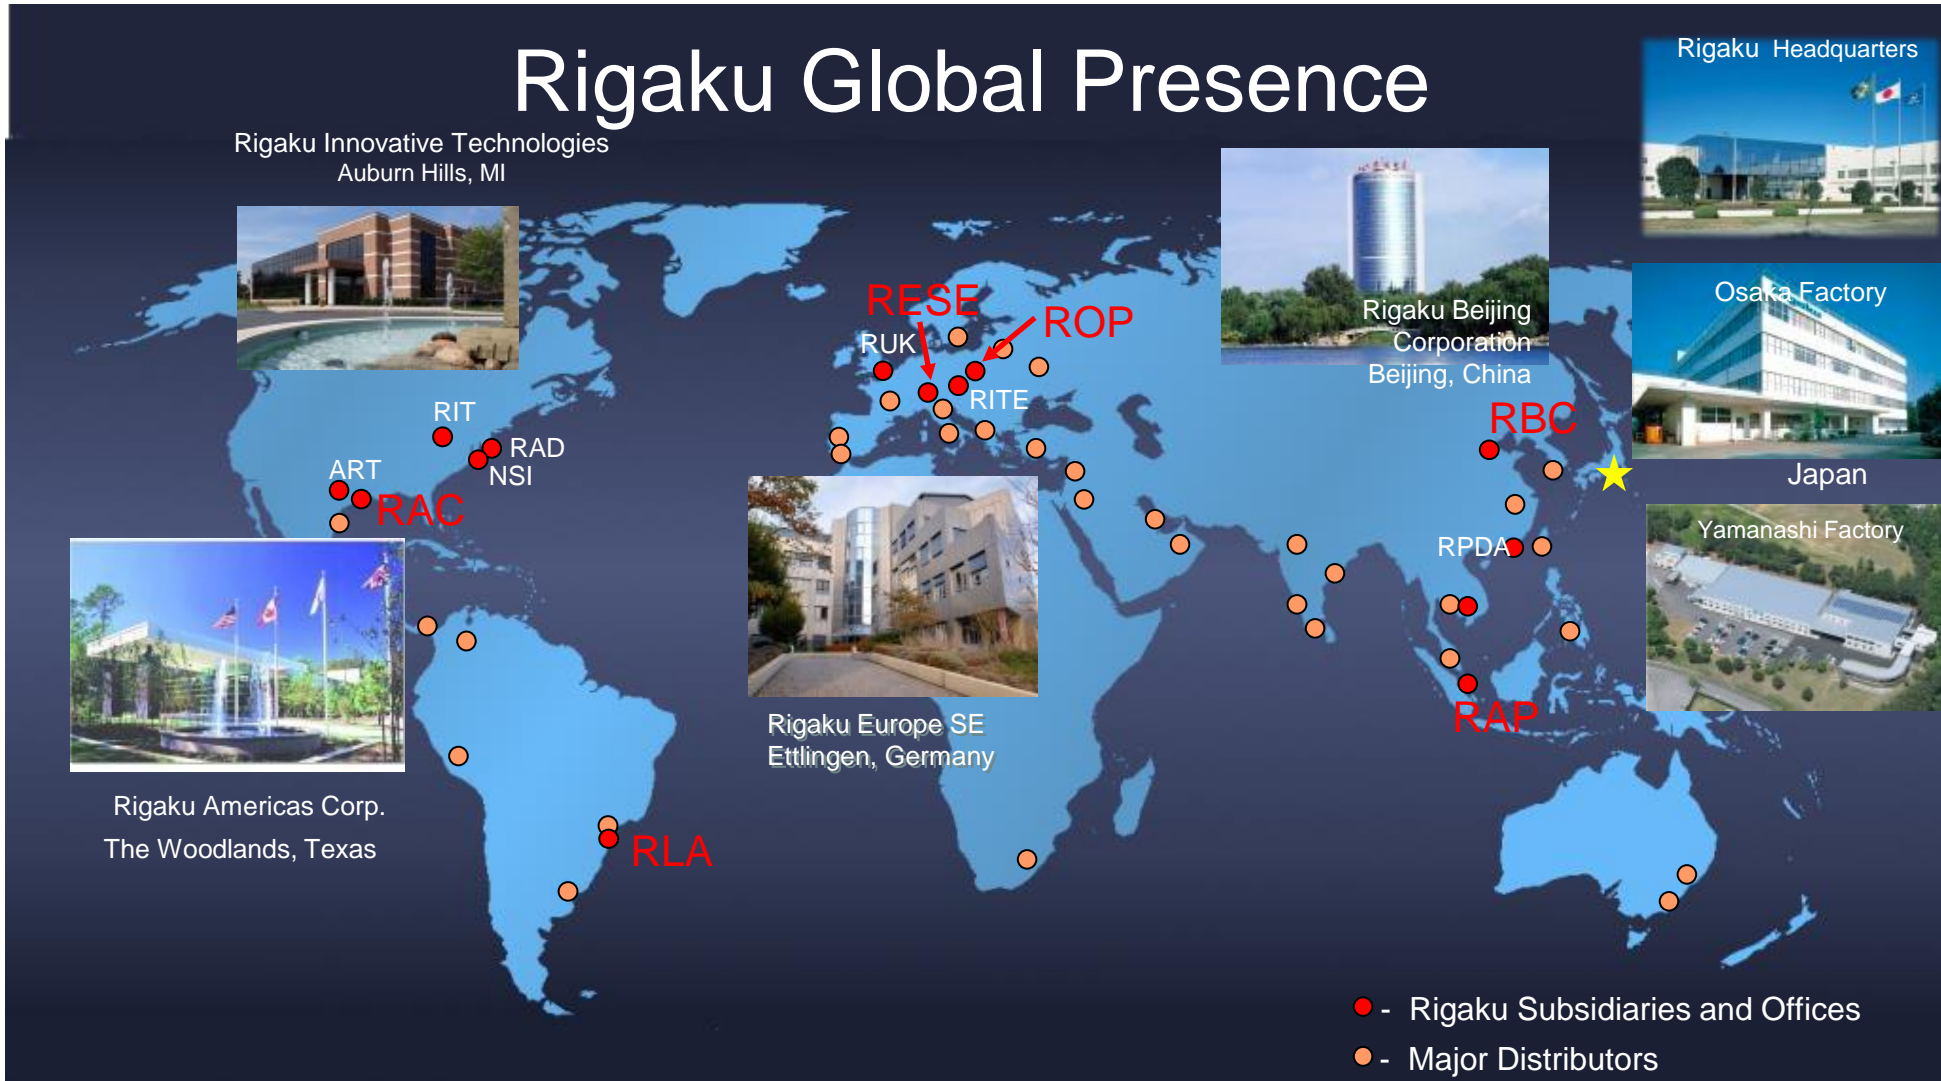 Rigaku Global Presence
Rigaku Headquarters
Rigaku Innovative Technologies
Auburn Hills, MI
Osaka Factory
Rigaku Beijing
Corporation
Beijing, China
RESE
ROP
RUK
RITE
RIT
RAD
NSI
ART
RAC
RBC
Japan
Yamanashi Factory
RPDA
RAP
Rigaku Europe SE
Ettlingen, Germany
Rigaku Americas Corp.
The Woodlands, Texas
RLA
- Rigaku Subsidiaries and Offices
- Major Distributors